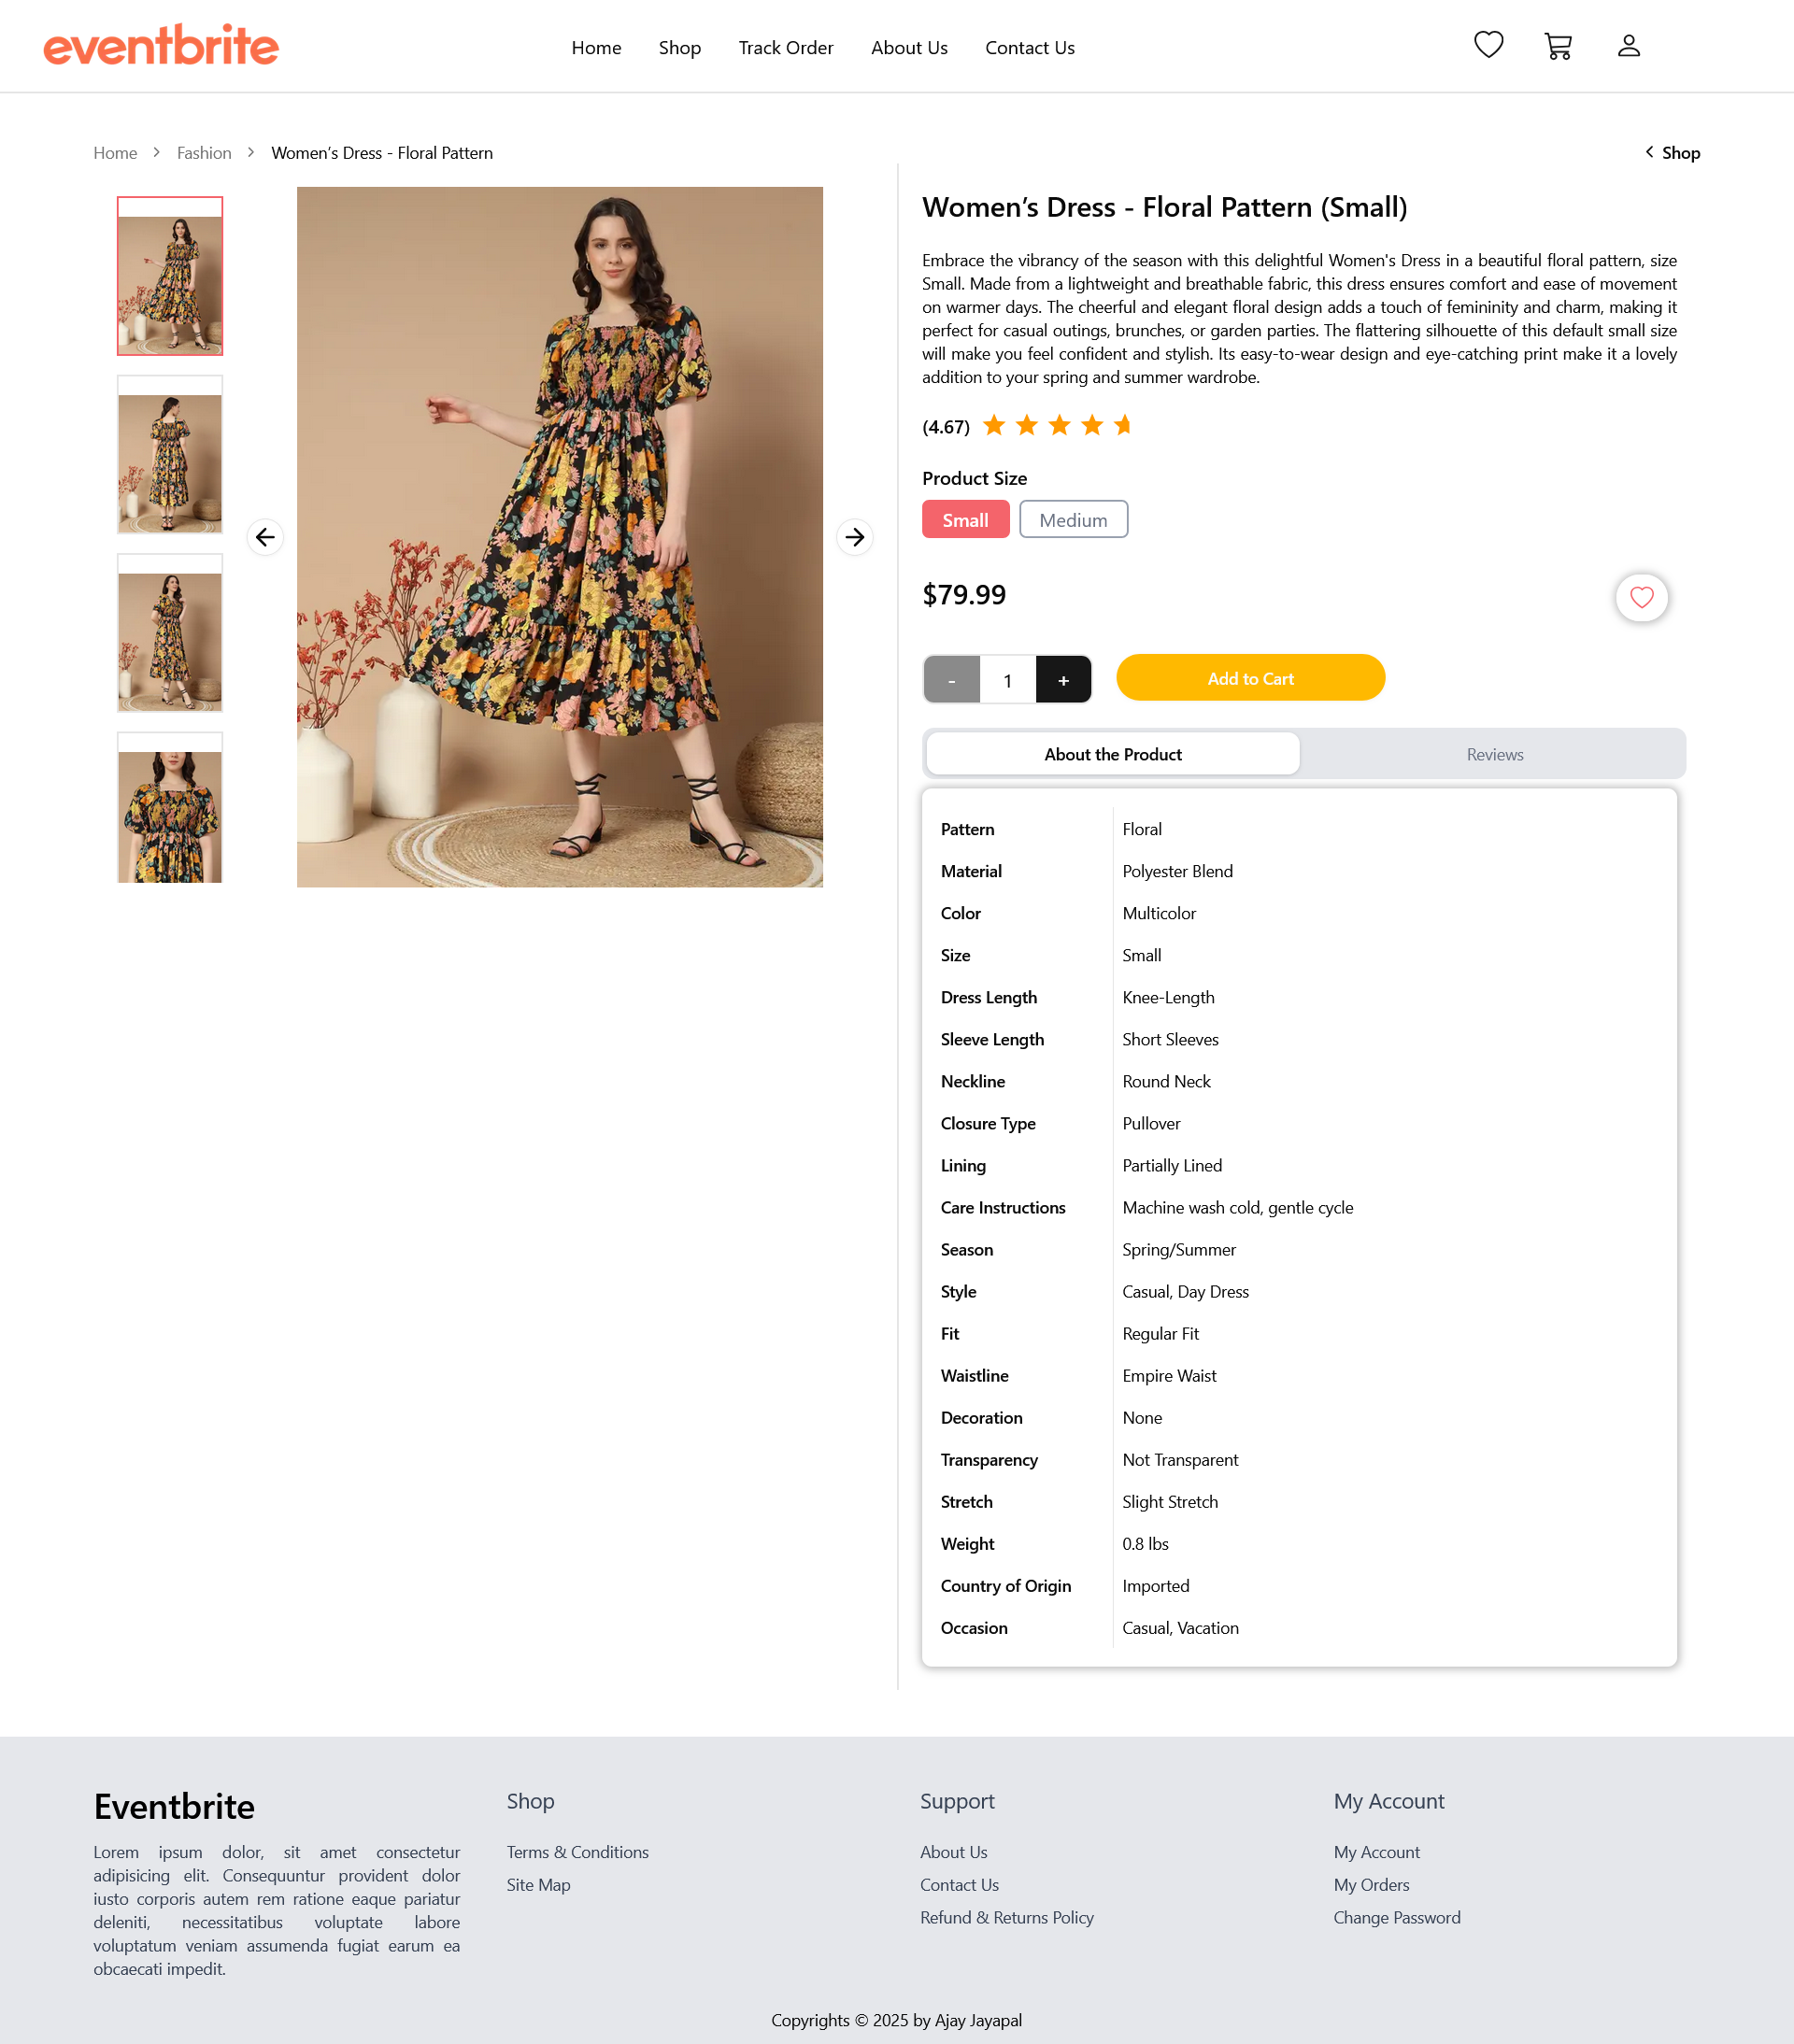 eventbrite
Home Shop Track Order About Us Contact Us
Home > Fashion > Women’s Dress - Floral Pattern
< Shop
Women’s Dress - Floral Pattern (Small)
Embrace the vibrancy of the season with this delightful Women's Dress in a beautiful floral pattern, size
Small. Made from a lightweight and breathable fabric, this dress ensures comfort and ease of movement
on warmer days. The cheerful and elegant floral design adds a touch of femininity and charm, making it
perfect for casual outings, brunches, or garden parties. The flattering silhouette of this default small size
will make you feel confident and stylish. Its easy-to-wear design and eye-catching print make it a lovely
addition to your spring and summer wardrobe.
(4.67)
Product Size
Small Medium
$79.99
- 1 + Add to Cart
About the Product Reviews
Pattern Floral
Material Polyester Blend
Color Multicolor
Size Small
Dress Length Knee-Length
Sleeve Length Short Sleeves
Neckline Round Neck
Closure Type Pullover
Lining Partially Lined
Care Instructions Machine wash cold, gentle cycle
Season Spring/Summer
Style Casual, Day Dress
Fit Regular Fit
Waistline Empire Waist
Decoration None
Transparency Not Transparent
Stretch Slight Stretch
Weight 0.8 lbs
Country of Origin Imported
Occasion Casual, Vacation
Eventbrite
Lorem ipsum dolor, sit amet consectetur
adipisicing elit. Consequuntur provident dolor
iusto corporis autem rem ratione eaque pariatur
deleniti, necessitatibus voluptate labore
voluptatum veniam assumenda fugiat earum ea
obcaecati impedit.
Shop
Terms & Conditions
Site Map
Support
About Us
Contact Us
Refund & Returns Policy
My Account
My Account
My Orders
Change Password
Copyrights © 2025 by Ajay Jayapal